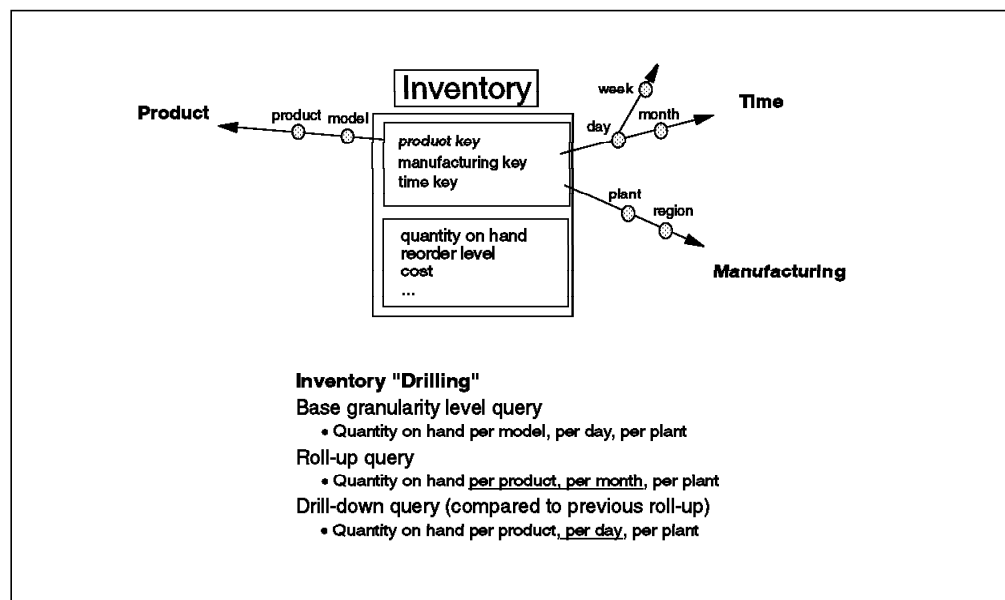 Inventory
Product
product
model
product key
manufacturing key
time key
quantity on hand
reorder level
cost
...
week
day
month
Time
plant
region
Manufacturing
Inventory "Drilling"
Base granularity level query
• Quantity on hand per model, per day, per plant
Roll-up query
• Quantity on hand per product, per month, per plant
Drill-down query (compared to previous roll-up)
• Quantity on hand per product, per day, per plant